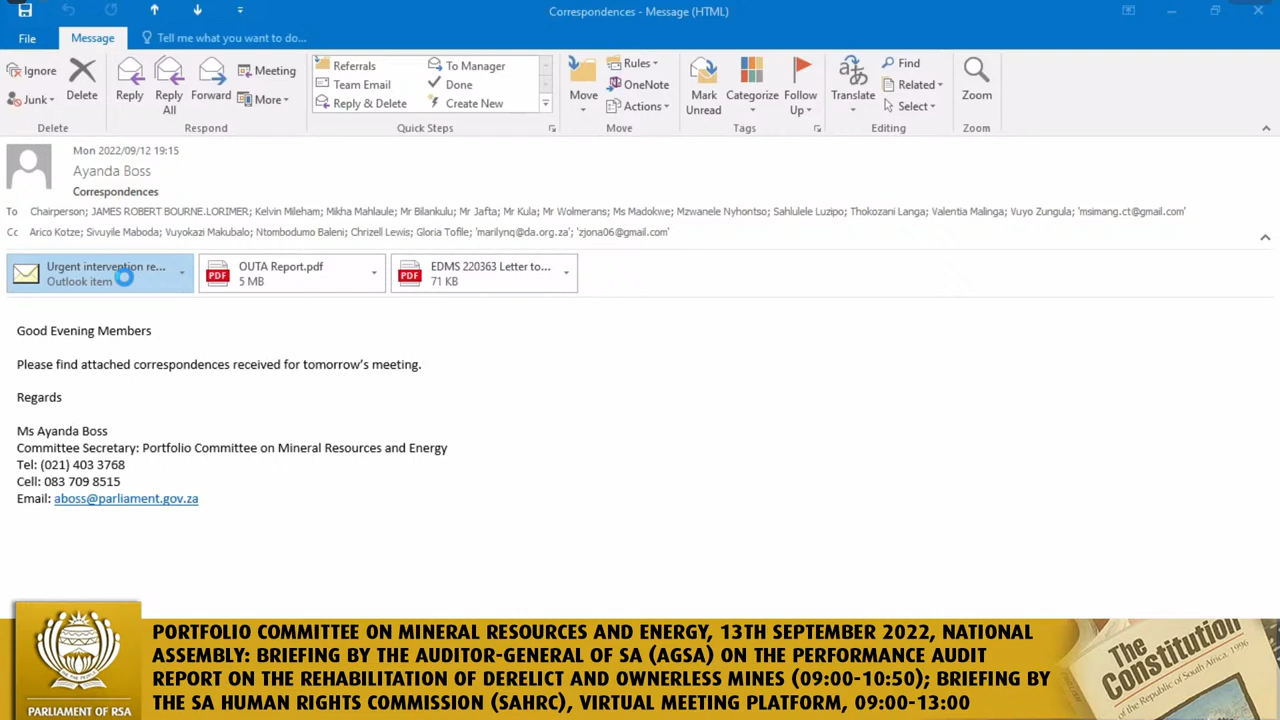 Correspondences - Message (HTML)
File Message Tell me what you want to do...
Ignore
Junk
Delete
Reply
Reply All
Forward
Meeting
More
Referrals
Team Email
Reply & Delete
To Manager
Done
Create New
Move
Rules
OneNote
Actions
Mark Unread
Categorize
Follow Up
Translate
Find
Related
Select
Zoom
Delete Respond Quick Steps Move Tags Editing Zoom
Mon 2022/09/12 19:15
Ayanda Boss
Correspondences
To Chairperson; JAMES ROBERT BOURNE.LORIMER; Kelvin Mileham; Mikha Mahlaule; Mr Bilankulu; Mr Jafta; Mr Kula; Mr Wolmerans; Ms Madokwe; Mzwanele Nyhontso; Sahlulele Luzipo; Thokozani Langa; Valentia Malinga; Vuyo Zungula; 'msimang.ct@gmail.com'
Cc Arico Kotze; Sivuyile Maboda; Vuyokazi Makubalo; Ntombodumo Baleni; Chrizell Lewis; Gloria Tofile; 'marilynq@da.org.za'; 'zjona06@gmail.com'
Urgent intervention re...
Outlook item
PDF OUTA Report.pdf
5 MB
PDF EDMS 220363 Letter to...
71 KB
Good Evening Members
Please find attached correspondences received for tomorrow's meeting.
Regards
Ms Ayanda Boss
Committee Secretary: Portfolio Committee on Mineral Resources and Energy
Tel: (021) 403 3768
Cell: 083 709 8515
Email: aboss@parliament.gov.za
PARLIAMENT OF RSA
PORTFOLIO COMMITTEE ON MINERAL RESOURCES AND ENERGY, 13TH SEPTEMBER 2022, NATIONAL
ASSEMBLY: BRIEFING BY THE AUDITOR-GENERAL OF SA (AGSA) ON THE PERFORMANCE AUDIT
REPORT ON THE REHABILITATION OF DERELICT AND OWNERLESS MINES (09:00-10:50); BRIEFING BY
THE SA HUMAN RIGHTS COMMISSION (SAHRC), VIRTUAL MEETING PLATFORM, 09:00-13:00
The
Constitution
of the Republic of South Africa, 1996